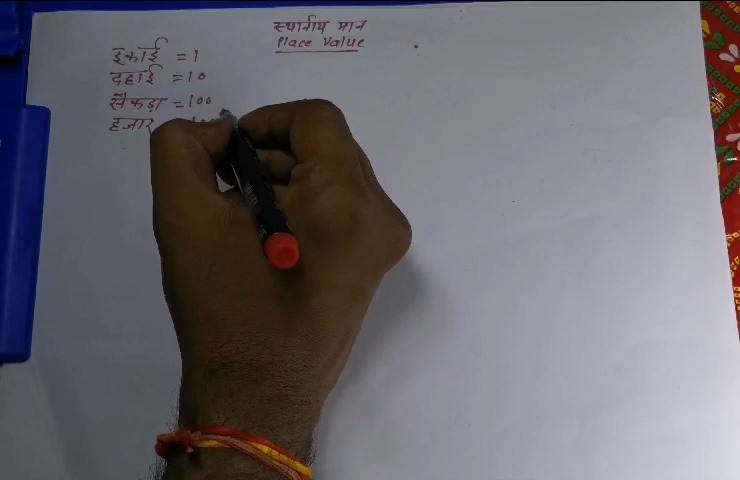 स्थानीय मान
Place Value
इकाई = 1
दहाई = 10
सैकड़ा = 100
हजार